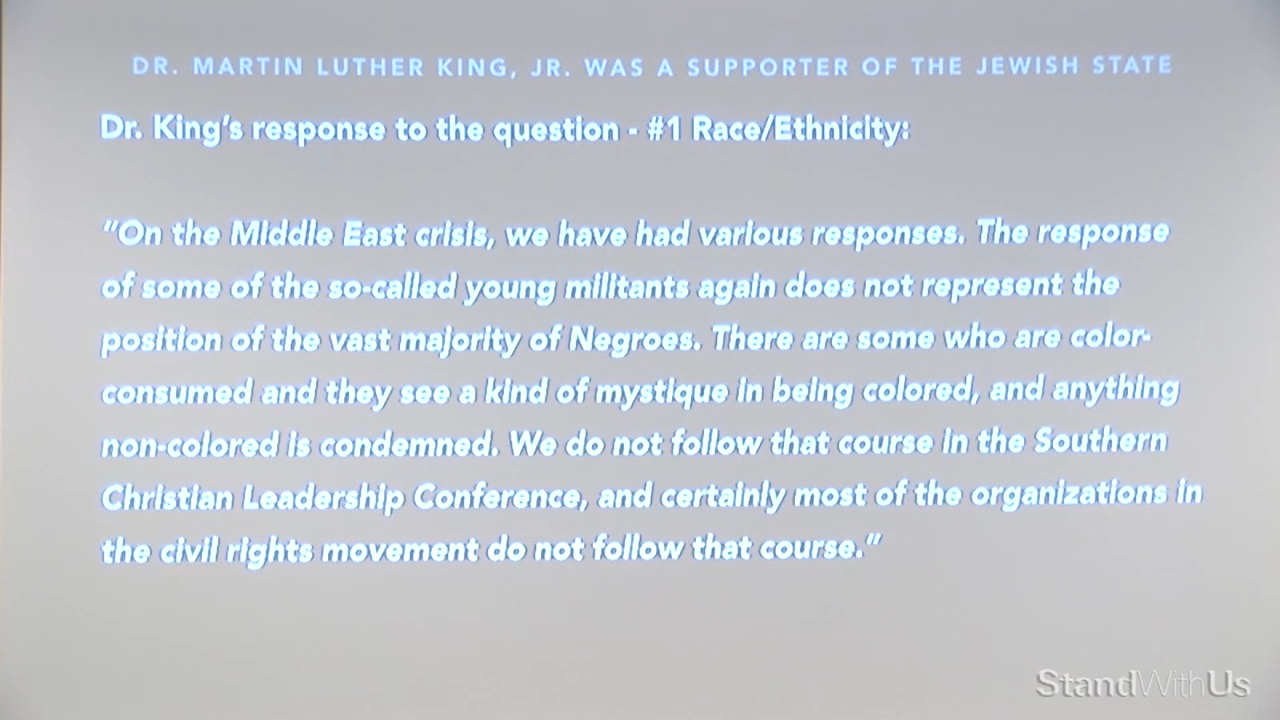 DR. MARTIN LUTHER KING, JR. WAS A SUPPORTER OF THE JEWISH STATE
Dr. King's response to the question - #1 Race/Ethnicity:
"On the Middle East crisis, we have had various responses. The response
of some of the so-called young militants again does not represent the
position of the vast majority of Negroes. There are some who are color-
consumed and they see a kind of mystique in being colored, and anything
non-colored is condemned. We do not follow that course in the Southern
Christian Leadership Conference, and certainly most of the organizations in
the civil rights movement do not follow that course."
StandWithUs